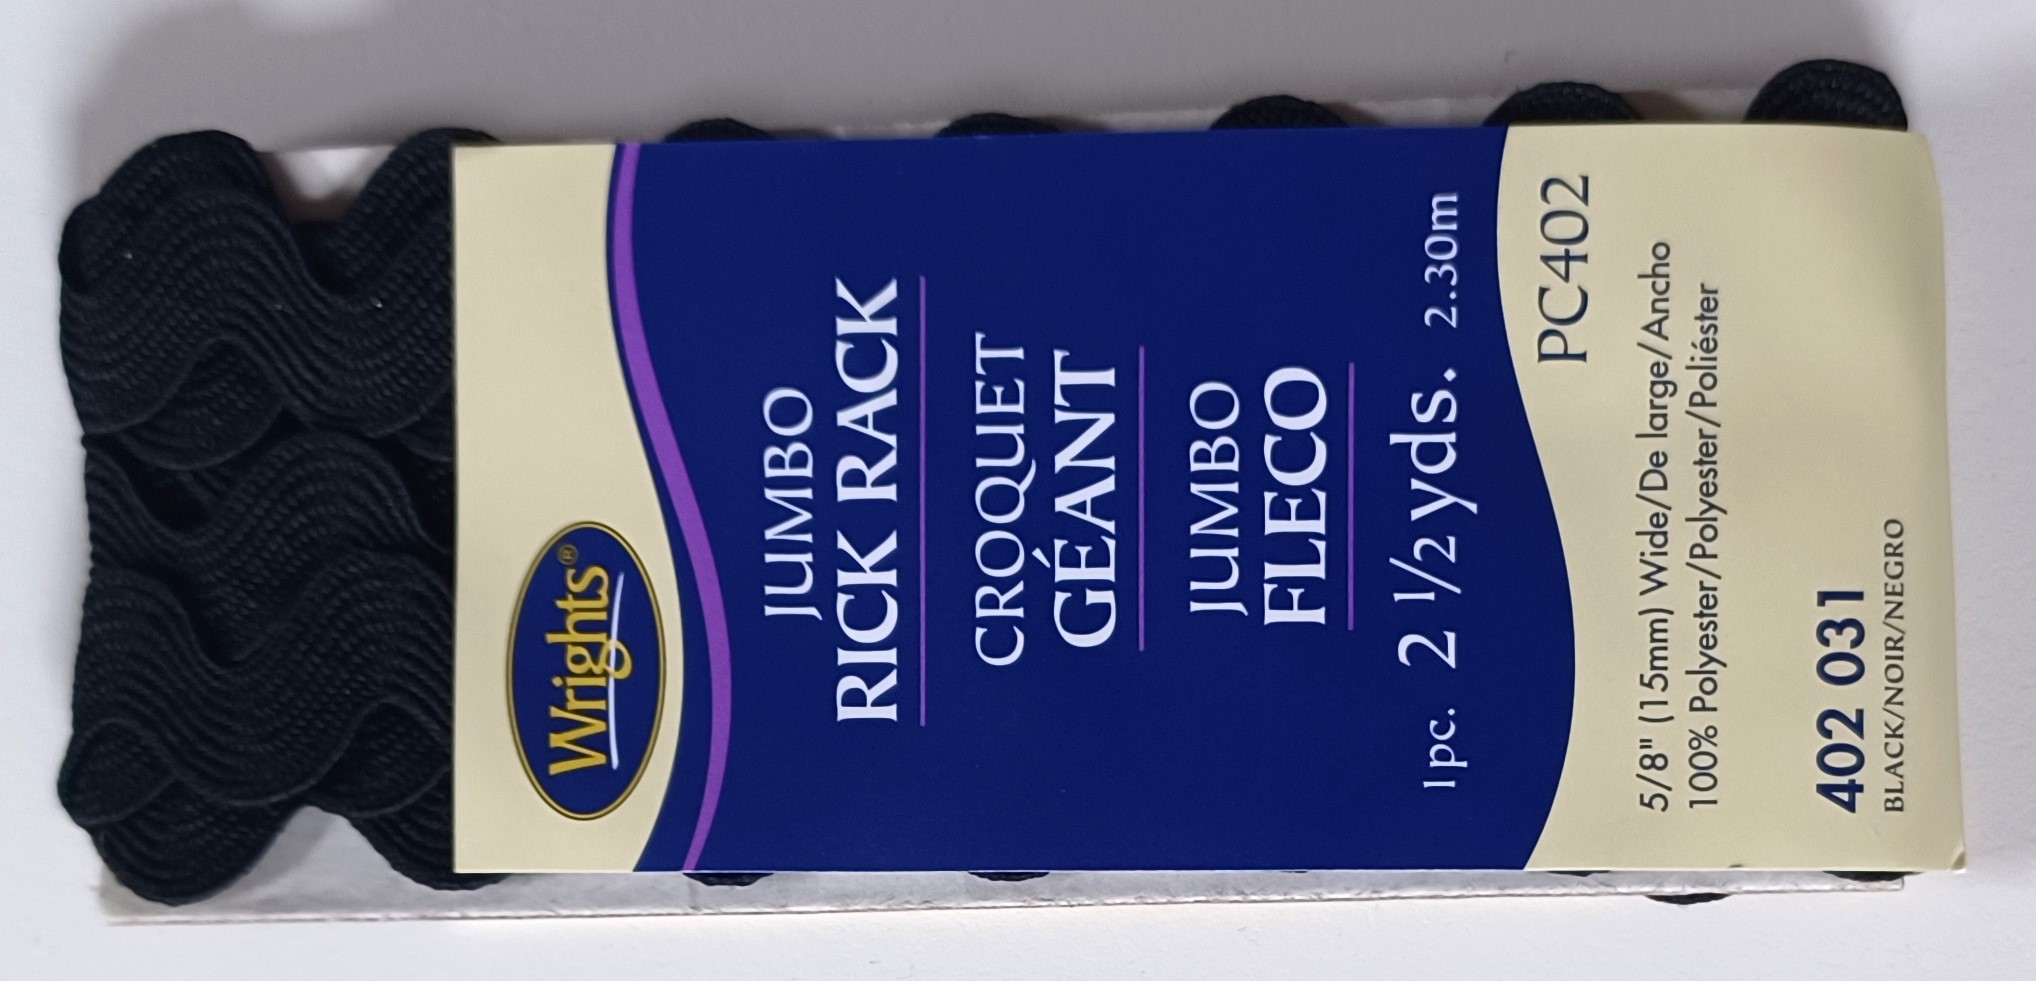 Wrights®
JUMBO
RICK RACK
CROQUET
GÉANT
JUMBO
FLECO
1pc. 2 1/2 yds. 2.30m
PC402
5/8" (15mm) Wide/De large/Ancho
100% Polyester/Polyester/Poliéster
402 031
BLACK/NOIR/NEGRO